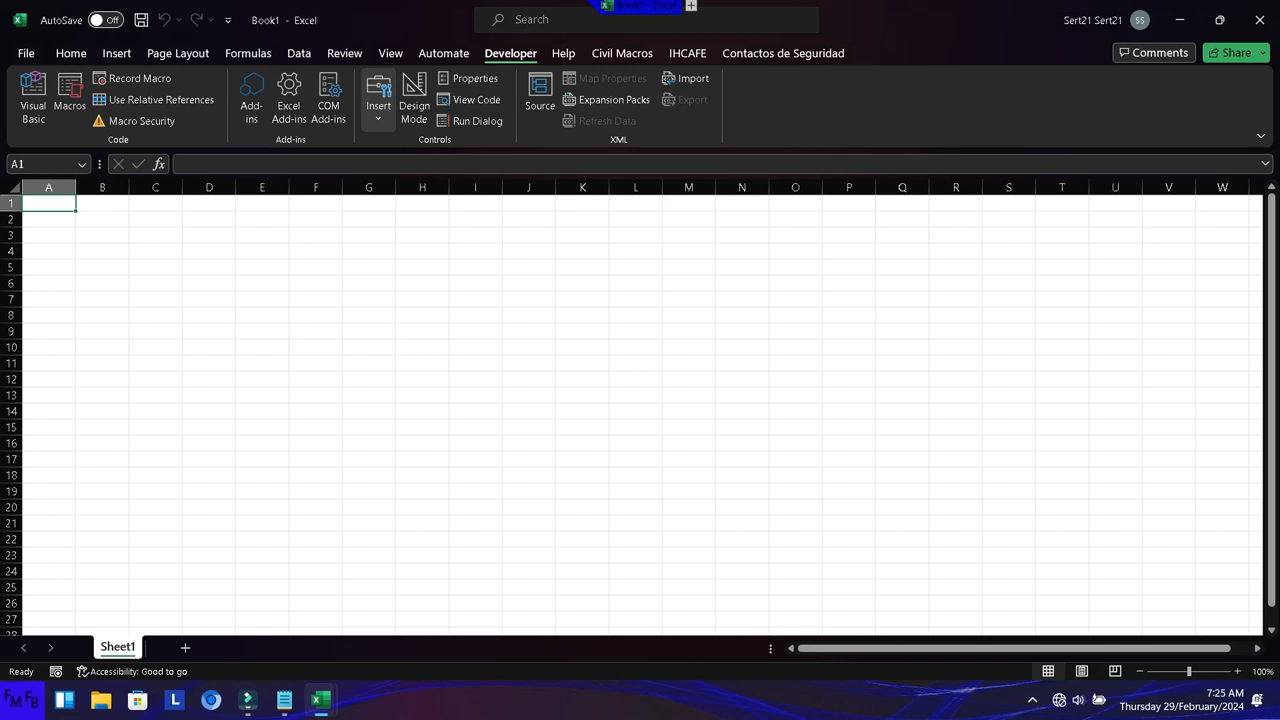 Book1 - Excel
AutoSave Off Book1 - Excel Search Sert21 Sert21 SS
File Home Insert Page Layout Formulas Data Review View Automate Developer Help Civil Macros IHCAFE Contactos de Seguridad Comments Share
Visual Basic
Macros
Record Macro
Use Relative References
Macro Security
Code
Add-ins
Excel Add-ins
COM Add-ins
Add-ins
Insert
Design Mode
Properties
View Code
Run Dialog
Controls
Source
Map Properties
Expansion Packs
Refresh Data
Import
Export
XML
A1 fx
A B C D E F G H I J K L M N O P Q R S T U V W
1
2
3
4
5
6
7
8
9
10
11
12
13
14
15
16
17
18
19
20
21
22
23
24
25
26
27
28
Sheet1
Ready Accessibility: Good to go 100%
FM FB L 7:25 AM
Thursday 29/February/2024